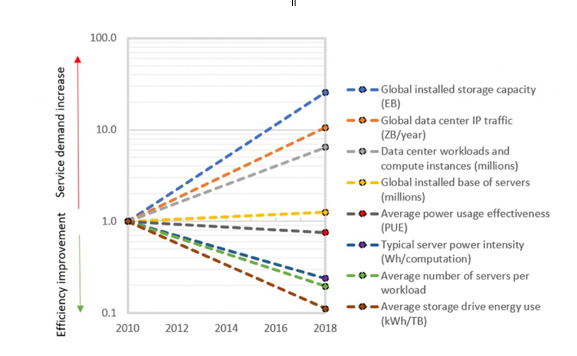 100.0
10.0
1.0
0.1
2010 2012 2014 2016 2018
Service demand increase
Efficiency improvement
Global installed storage capacity
(EB)
Global data center IP traffic
(ZB/year)
Data center workloads and
compute instances (millions)
Global installed base of servers
(millions)
Average power usage effectiveness
(PUE)
Typical server power intensity
(Wh/computation)
Average number of servers per
workload
Average storage drive energy use
(kWh/TB)